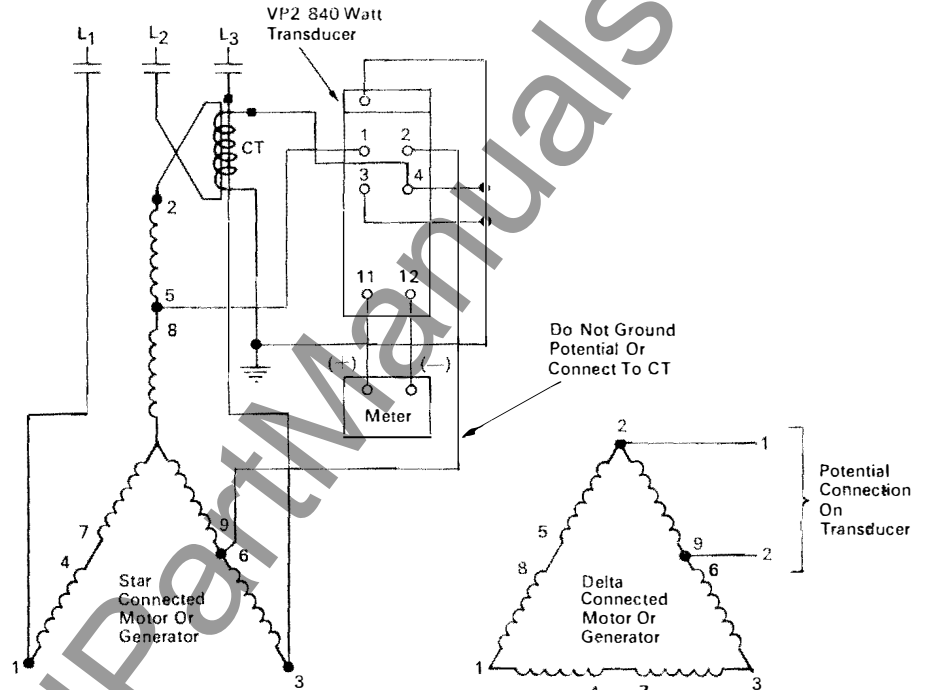 VP2 840 Watt
Transducer
L1 L2 L3
CT
1 2
3 4
2
5
8
11 12
(+) (—)
Meter
Do Not Ground
Potential Or
Connect To CT
7
4
9
6
Star
Connected
Motor Or
Generator
1
3
2
1
5
8
9
2
6
Delta
Connected
Motor Or
Generator
Potential
Connection
On
Transducer
1
3
4 7
PartManuals